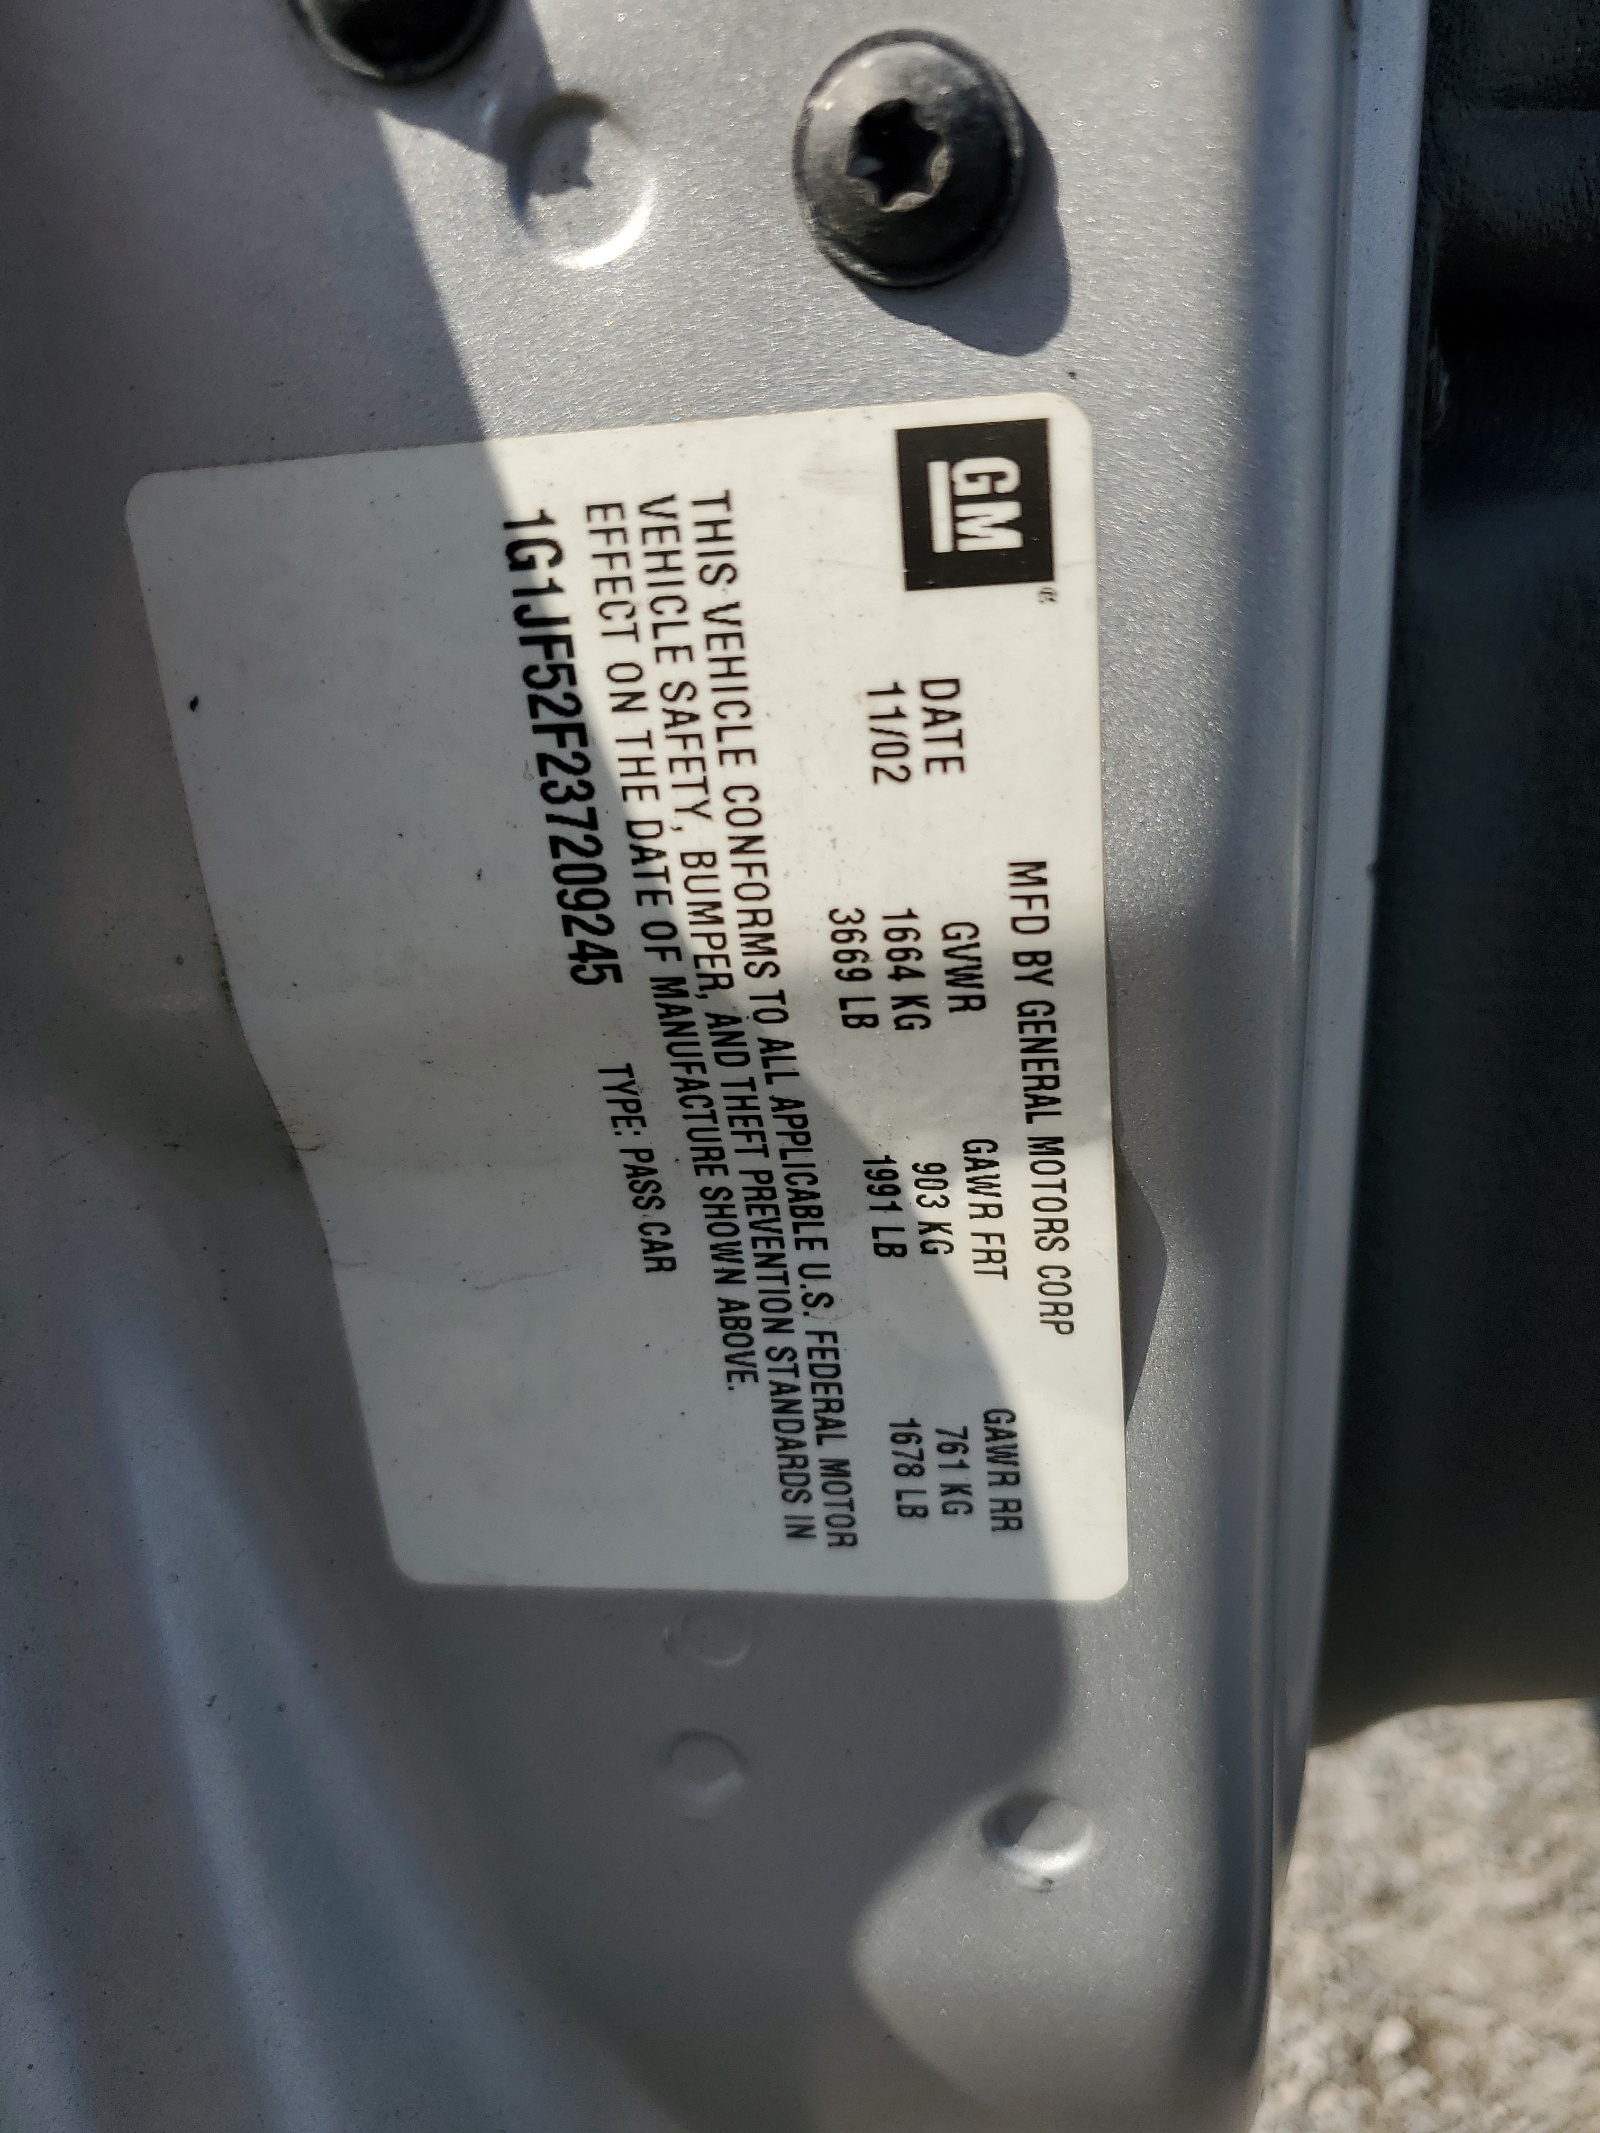 GM
MFD BY GENERAL MOTORS CORP
DATE GVWR GAWR FRT GAWR RR
11/02 1664 KG 903 KG 761 KG
3669 LB 1991 LB 1678 LB
THIS VEHICLE CONFORMS TO ALL APPLICABLE U.S. FEDERAL MOTOR
VEHICLE SAFETY, BUMPER, AND THEFT PREVENTION STANDARDS IN
EFFECT ON THE DATE OF MANUFACTURE SHOWN ABOVE.
1G1JF52F237209245 TYPE: PASS CAR